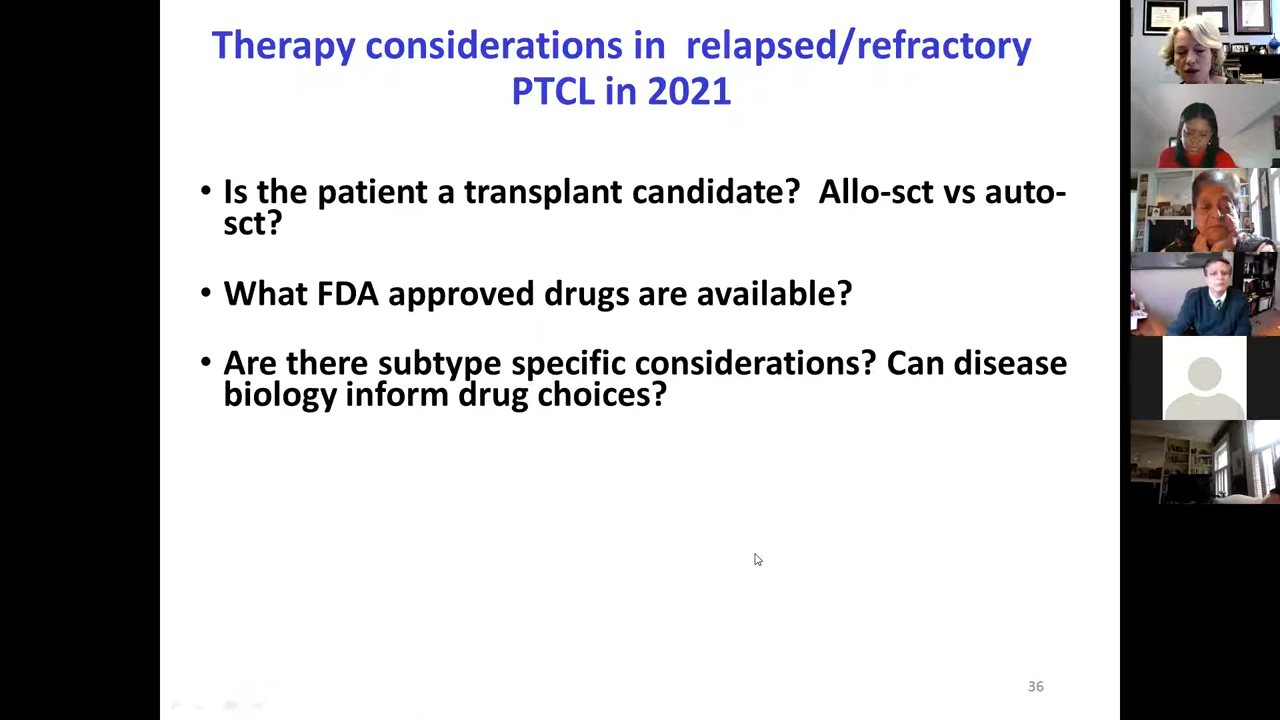 Therapy considerations in  relapsed/refractory
PTCL in 2021
• Is the patient a transplant candidate?  Allo-sct vs auto-
sct?
• What FDA approved drugs are available?
• Are there subtype specific considerations? Can disease
biology inform drug choices?
36